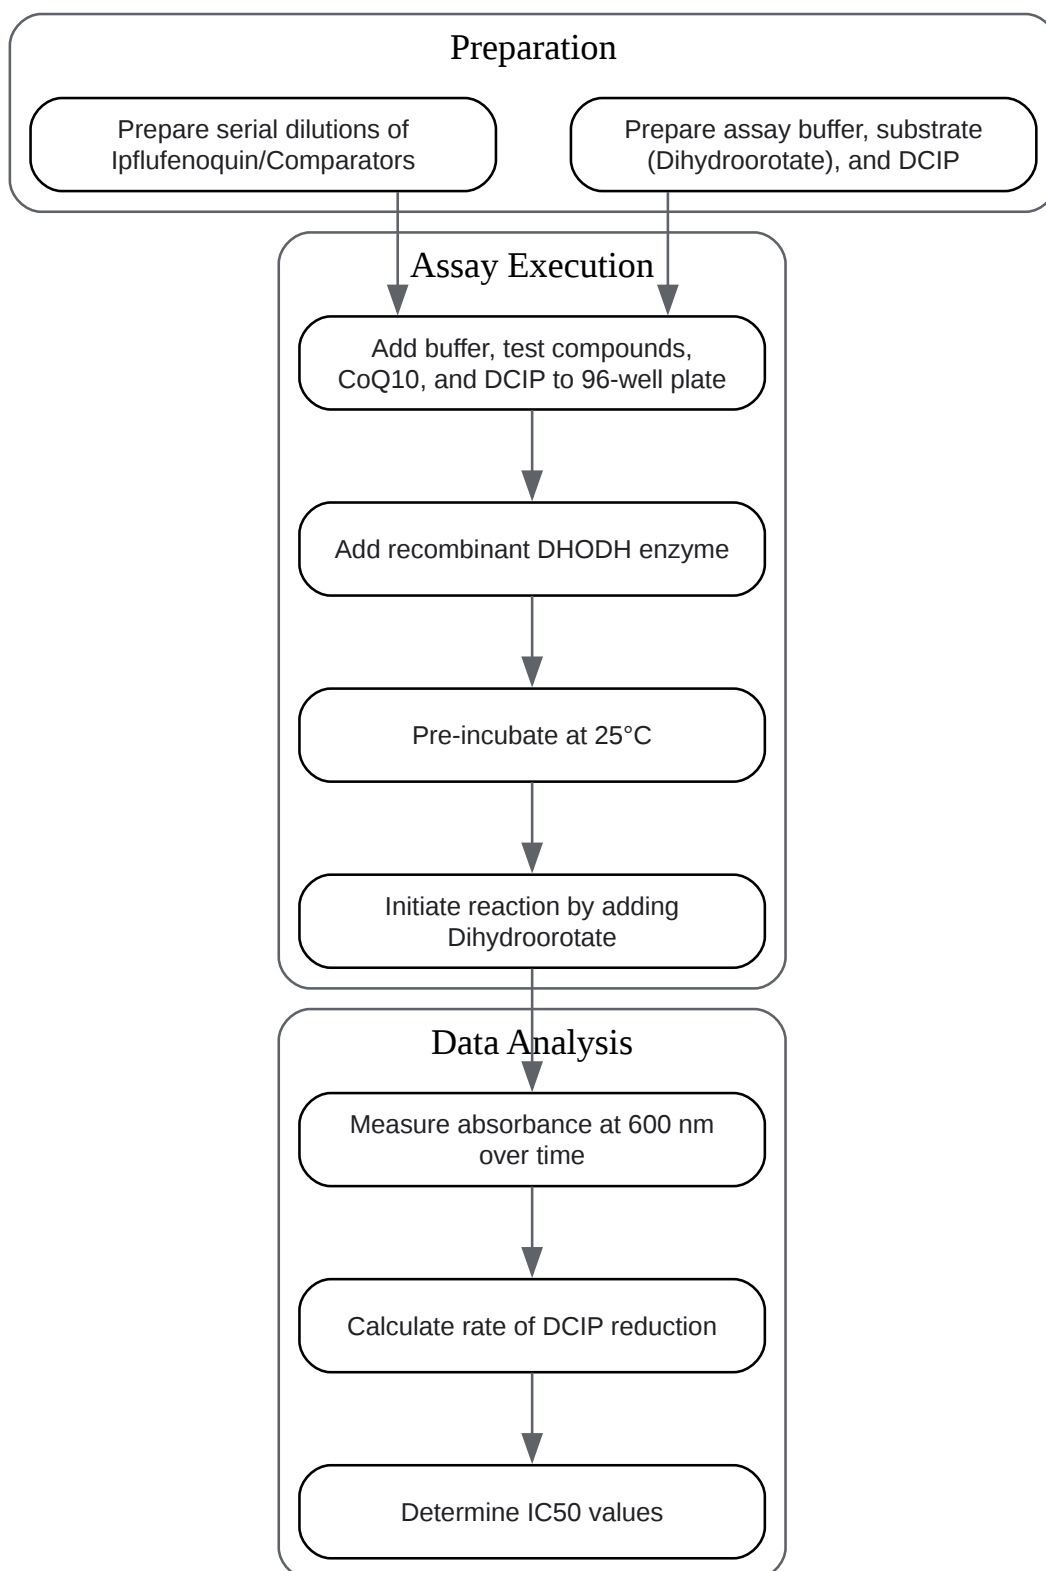 Preparation
Prepare serial dilutions of
Ipflufenoquin/Comparators
Prepare assay buffer, substrate
(Dihydroorotate), and DCIP
Assay Execution
Add buffer, test compounds,
CoQ10, and DCIP to 96-well plate
Add recombinant DHODH enzyme
Pre-incubate at 25°C
Initiate reaction by adding
Dihydroorotate
Data Analysis
Measure absorbance at 600 nm
over time
Calculate rate of DCIP reduction
Determine IC50 values